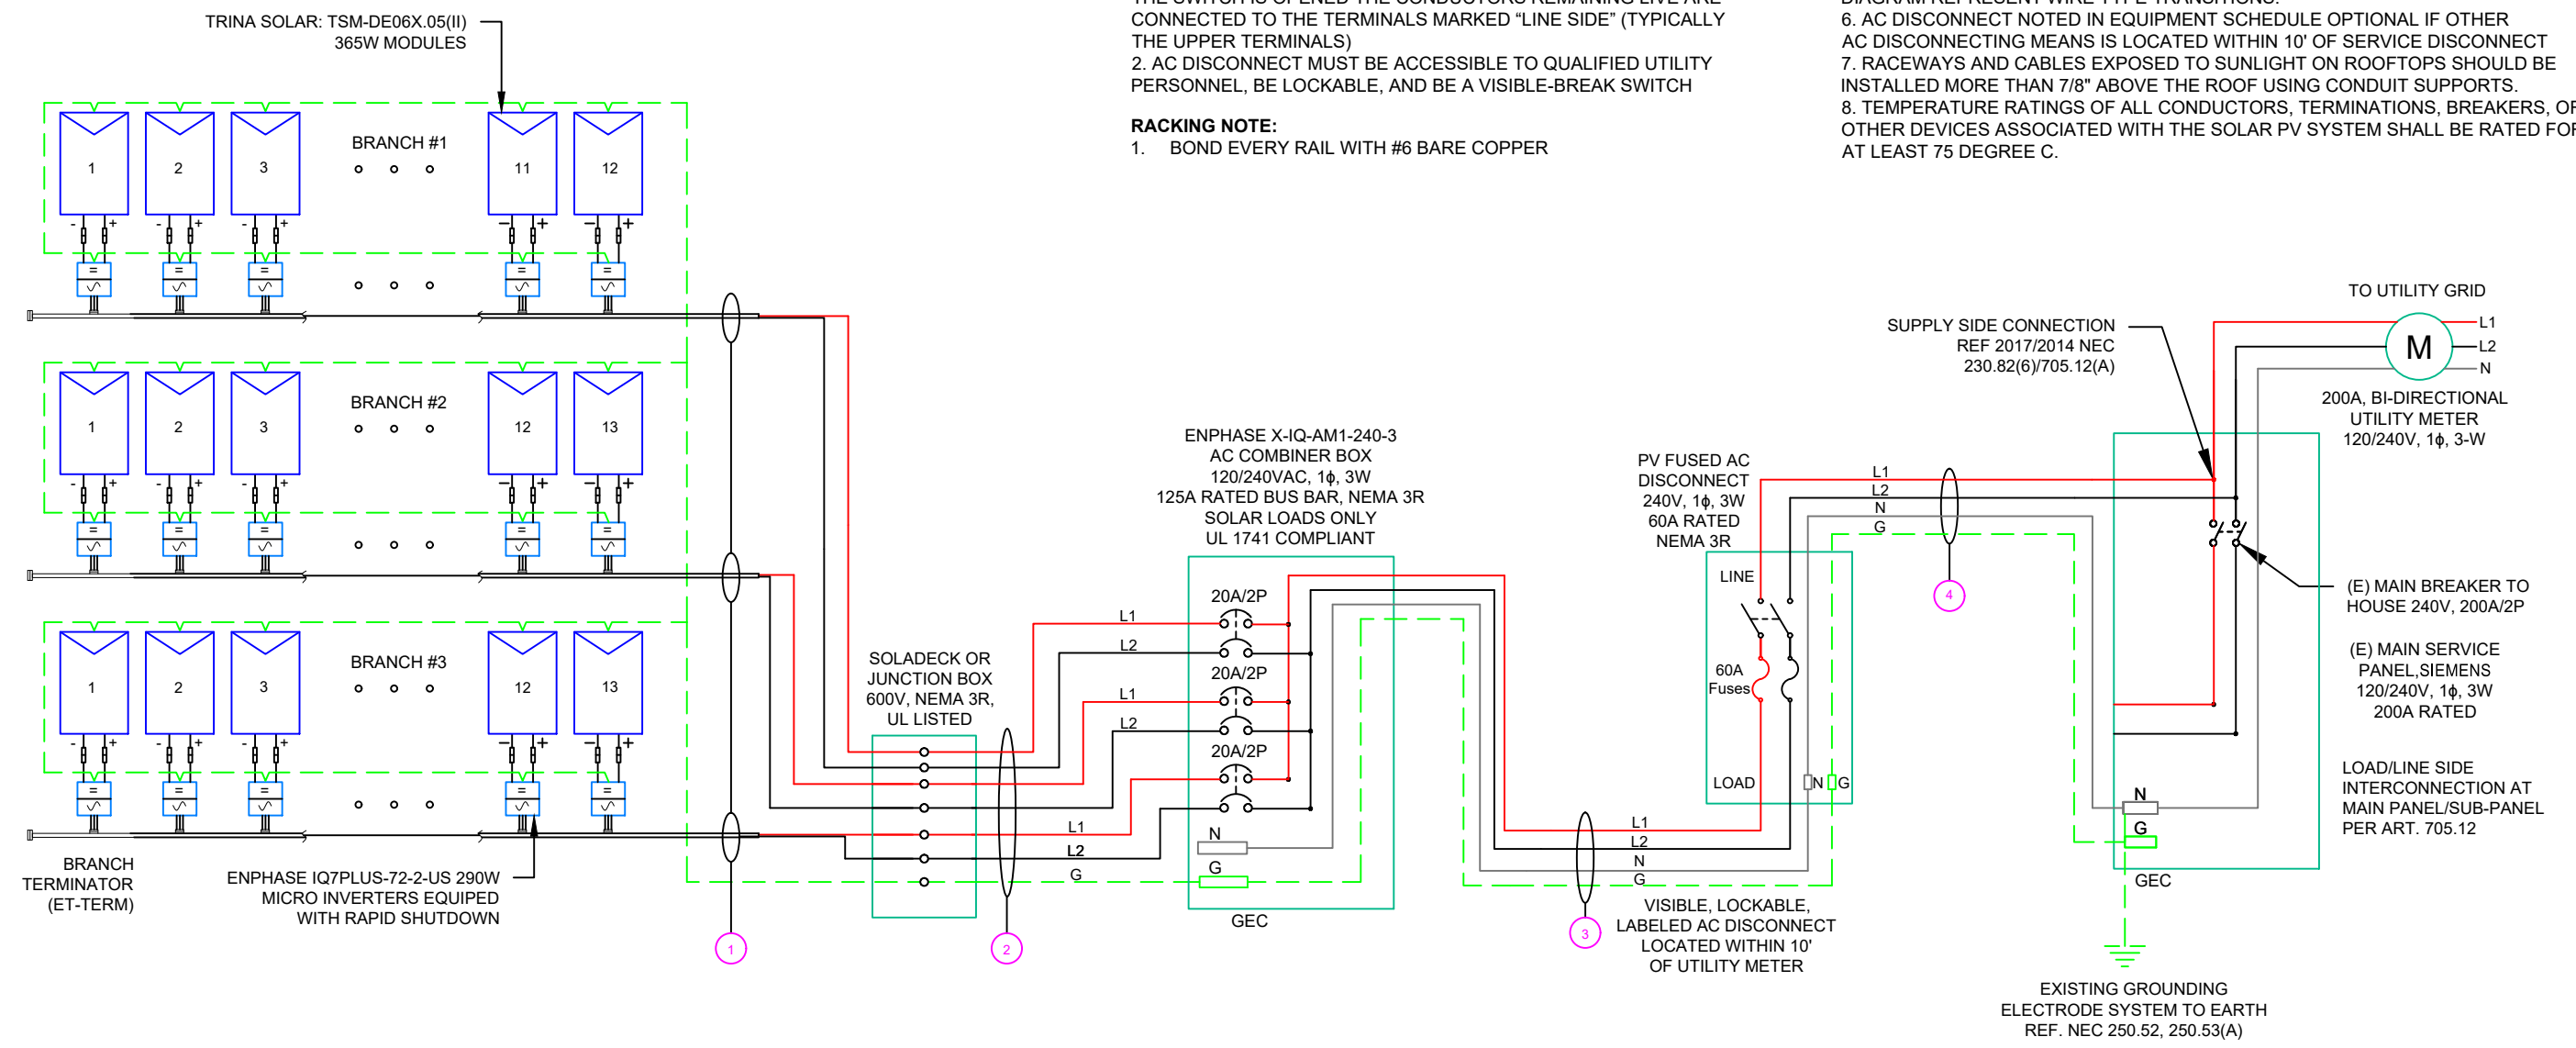 THE SWITCH IS OPENED THE CONDUCTORS REMAINING LIVE ARE
CONNECTED TO THE TERMINALS MARKED “LINE SIDE” (TYPICALLY
THE UPPER TERMINALS)
2. AC DISCONNECT MUST BE ACCESSIBLE TO QUALIFIED UTILITY
PERSONNEL, BE LOCKABLE, AND BE A VISIBLE-BREAK SWITCH
RACKING NOTE:
1. BOND EVERY RAIL WITH #6 BARE COPPER
DIAGRAM REPRESENT WIRE TYPE TRANSITIONS.
6. AC DISCONNECT NOTED IN EQUIPMENT SCHEDULE OPTIONAL IF OTHER
AC DISCONNECTING MEANS IS LOCATED WITHIN 10' OF SERVICE DISCONNECT
7. RACEWAYS AND CABLES EXPOSED TO SUNLIGHT ON ROOFTOPS SHOULD BE
INSTALLED MORE THAN 7/8" ABOVE THE ROOF USING CONDUIT SUPPORTS.
8. TEMPERATURE RATINGS OF ALL CONDUCTORS, TERMINATIONS, BREAKERS, OR
OTHER DEVICES ASSOCIATED WITH THE SOLAR PV SYSTEM SHALL BE RATED FOR
AT LEAST 75 DEGREE C.
TRINA SOLAR: TSM-DE06X.05(II)
365W MODULES
BRANCH #1
1 2 3 11 12
- + - + - + - + - +
= = = = =
BRANCH #2
1 2 3 12 13
- + - + - + - + - +
= = = = =
BRANCH #3
1 2 3 12 13
- + - + - + - + - +
= = = = =
BRANCH
TERMINATOR
(ET-TERM)
ENPHASE IQ7PLUS-72-2-US 290W
MICRO INVERTERS EQUIPED
WITH RAPID SHUTDOWN
1
SOLADECK OR
JUNCTION BOX
600V, NEMA 3R,
UL LISTED
2
L1
L2
L1
L2
L1
L2
G
ENPHASE X-IQ-AM1-240-3
AC COMBINER BOX
120/240VAC, 1ϕ, 3W
125A RATED BUS BAR, NEMA 3R
SOLAR LOADS ONLY
UL 1741 COMPLIANT
20A/2P
20A/2P
20A/2P
N
G
GEC
L1
L2
N
G
3
PV FUSED AC
DISCONNECT
240V, 1ϕ, 3W
60A RATED
NEMA 3R
LINE
60A
Fuses
LOAD
N G
VISIBLE, LOCKABLE,
LABELED AC DISCONNECT
LOCATED WITHIN 10'
OF UTILITY METER
L1
L2
N
G
4
SUPPLY SIDE CONNECTION
REF 2017/2014 NEC
230.82(6)/705.12(A)
TO UTILITY GRID
M
L1
L2
N
200A, BI-DIRECTIONAL
UTILITY METER
120/240V, 1ϕ, 3-W
(E) MAIN BREAKER TO
HOUSE 240V, 200A/2P
(E) MAIN SERVICE
PANEL,SIEMENS
120/240V, 1ϕ, 3W
200A RATED
LOAD/LINE SIDE
INTERCONNECTION AT
MAIN PANEL/SUB-PANEL
PER ART. 705.12
N
G
GEC
EXISTING GROUNDING
ELECTRODE SYSTEM TO EARTH
REF. NEC 250.52, 250.53(A)